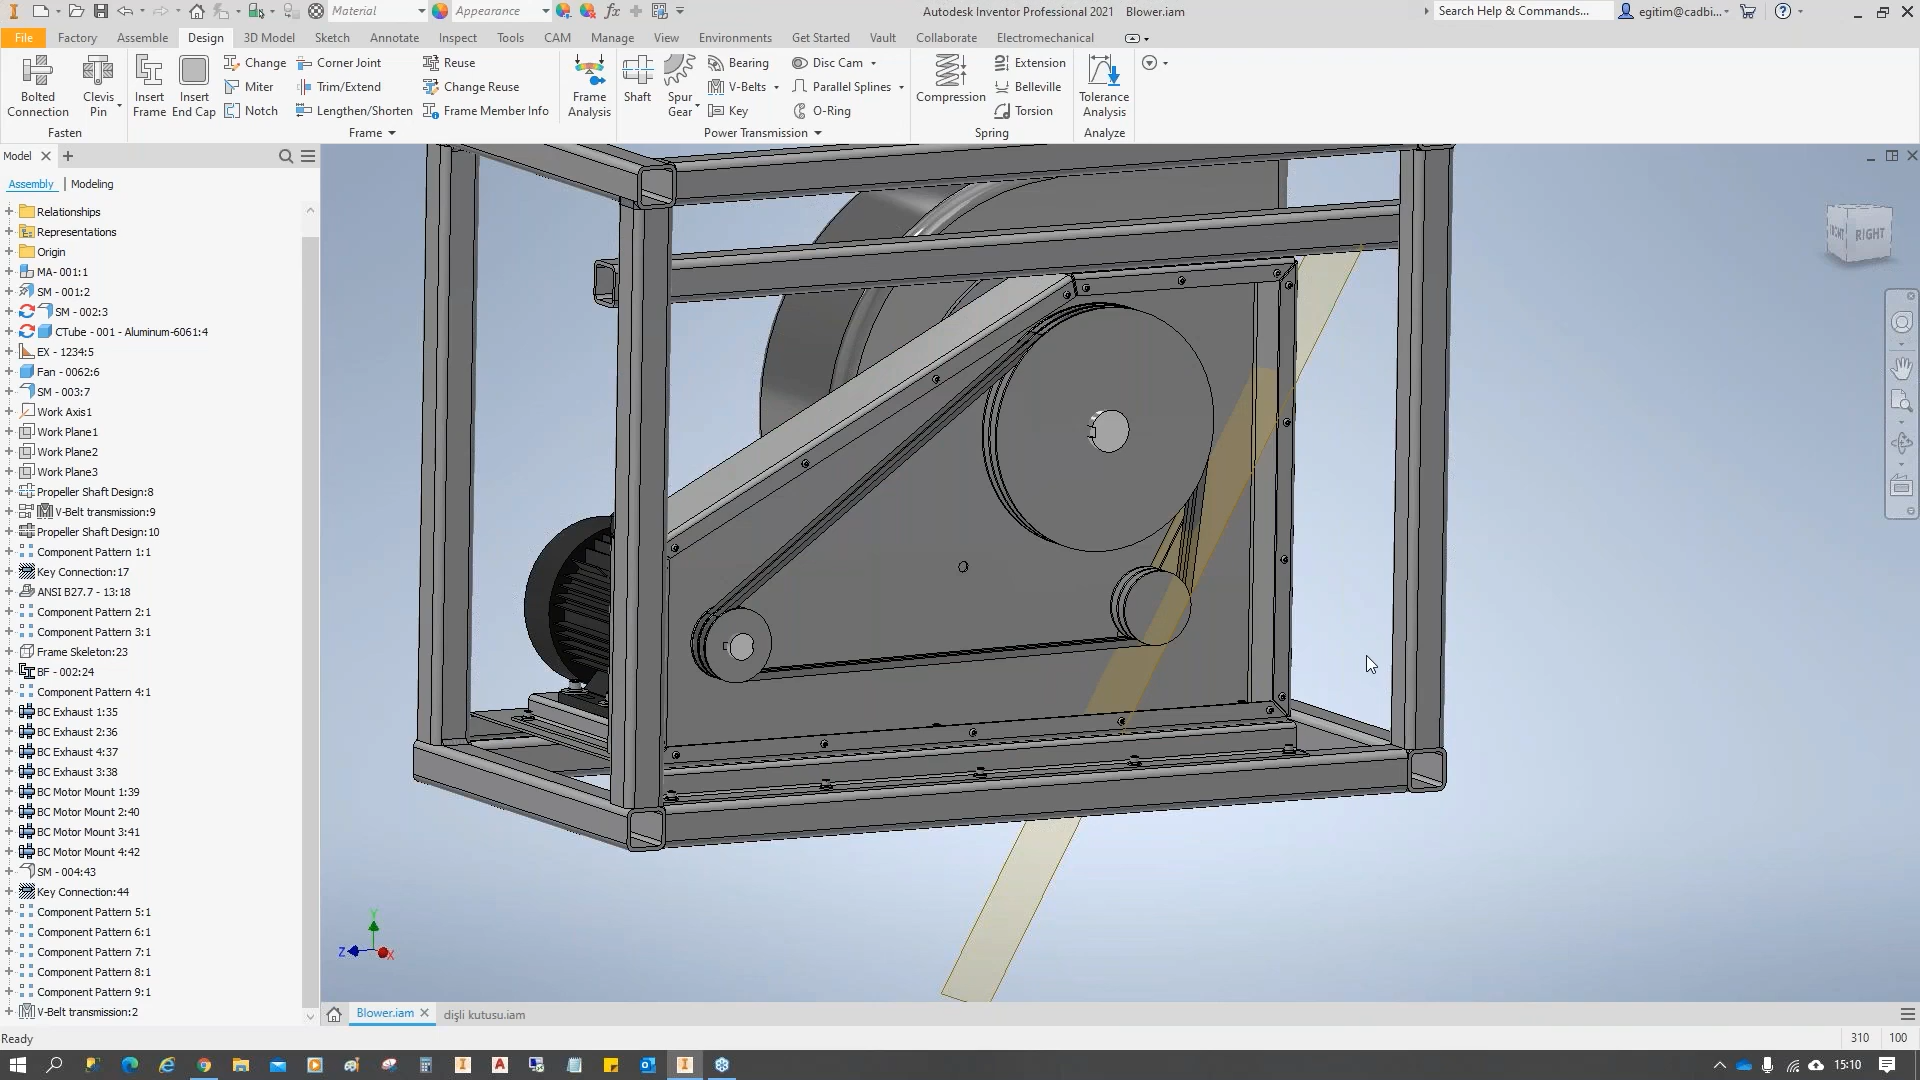 Material
Appearance
fx
Autodesk Inventor Professional 2021 Blower.iam
Search Help & Commands...
egitim@cadbi...
File Factory Assemble Design 3D Model Sketch Annotate Inspect Tools CAM Manage View Environments Get Started Vault Collaborate Electromechanical
Bolted Connection
Clevis Pin
Fasten
Insert Frame
Insert End Cap
Change
Miter
Notch
Corner Joint
Trim/Extend
Lengthen/Shorten
Reuse
Change Reuse
Frame Member Info
Frame
Frame Analysis
Shaft
Spur Gear
Bearing
V-Belts
Key
Disc Cam
Parallel Splines
O-Ring
Power Transmission
Compression
Extension
Belleville
Torsion
Spring
Tolerance Analysis
Analyze
Model
Assembly | Modeling
Relationships
Representations
Origin
MA- 001:1
SM - 001:2
SM - 002:3
CTube - 001 - Aluminum-6061:4
EX - 1234:5
Fan - 0062:6
SM - 003:7
Work Axis1
Work Plane1
Work Plane2
Work Plane3
Propeller Shaft Design:8
V-Belt transmission:9
Propeller Shaft Design:10
Component Pattern 1:1
Key Connection:17
ANSI B27.7 - 13:18
Component Pattern 2:1
Component Pattern 3:1
Frame Skeleton:23
BF - 002:24
Component Pattern 4:1
BC Exhaust 1:35
BC Exhaust 2:36
BC Exhaust 4:37
BC Exhaust 3:38
BC Motor Mount 1:39
BC Motor Mount 2:40
BC Motor Mount 3:41
BC Motor Mount 4:42
SM - 004:43
Key Connection:44
Component Pattern 5:1
Component Pattern 6:1
Component Pattern 7:1
Component Pattern 8:1
Component Pattern 9:1
V-Belt transmission:2
FRONT RIGHT
Y
Z
X
Blower.iam
dişli kutusu.iam
Ready
310 100
15:10